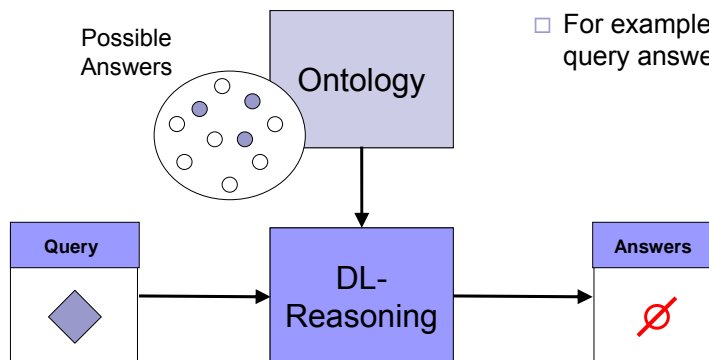 Possible
Answers
Ontology
□ For example
query answe
Query
DL-
Reasoning
Answers